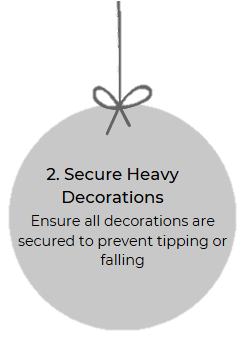 2. Secure Heavy
Decorations
Ensure all decorations are
secured to prevent tipping or
falling